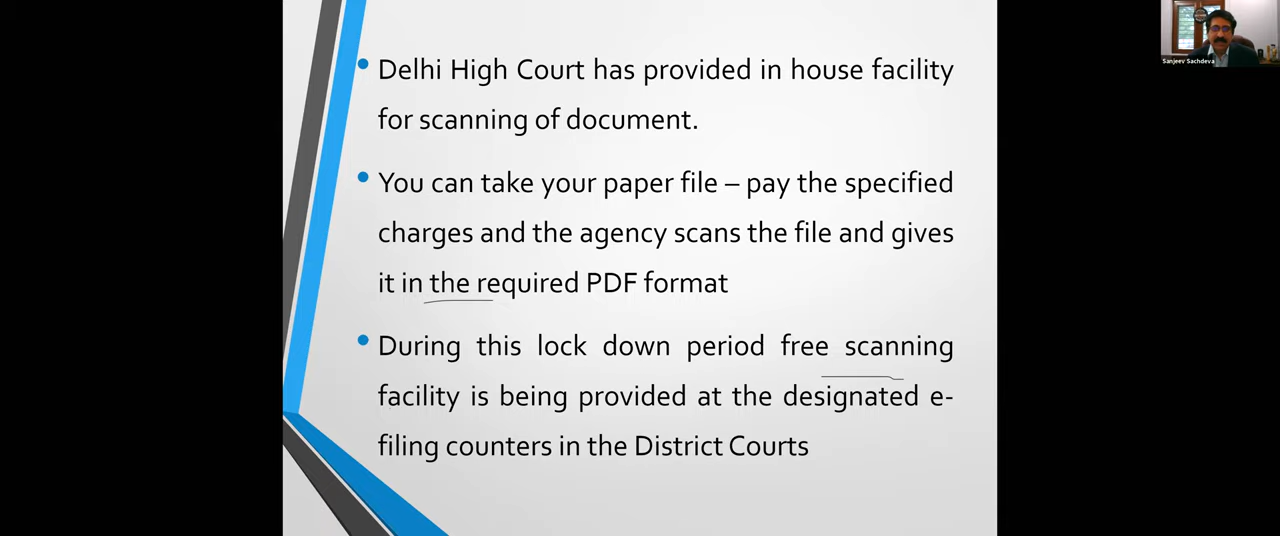 • Delhi High Court has provided in house facility
for scanning of document.
• You can take your paper file – pay the specified
charges and the agency scans the file and gives
it in the required PDF format
• During this lock down period free scanning
facility is being provided at the designated e-
filing counters in the District Courts
Sanjeev Sachdeva